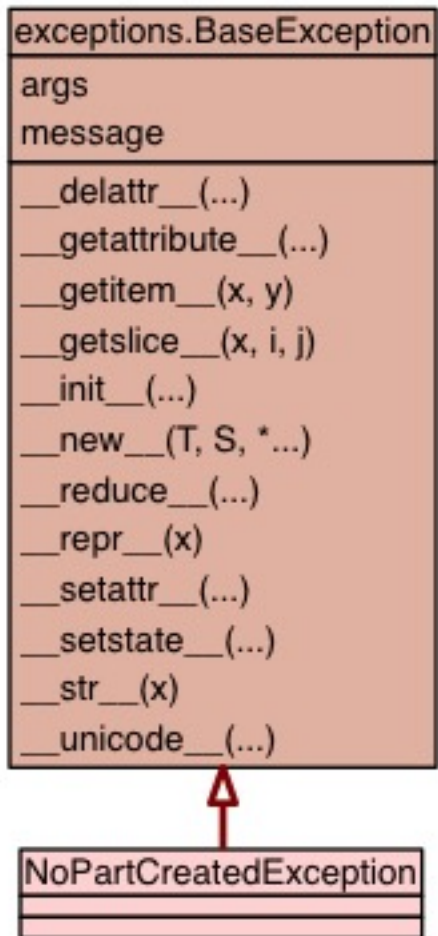 exceptions.BaseException
args
message
__delattr__(...)
__getattribute__(...)
__getitem__(x, y)
__getslice__(x, i, j)
__init__(...)
__new__(T, S, *...)
__reduce__(...)
__repr__(x)
__setattr__(...)
__setstate__(...)
__str__(x)
__unicode__(...)
NoPartCreatedException